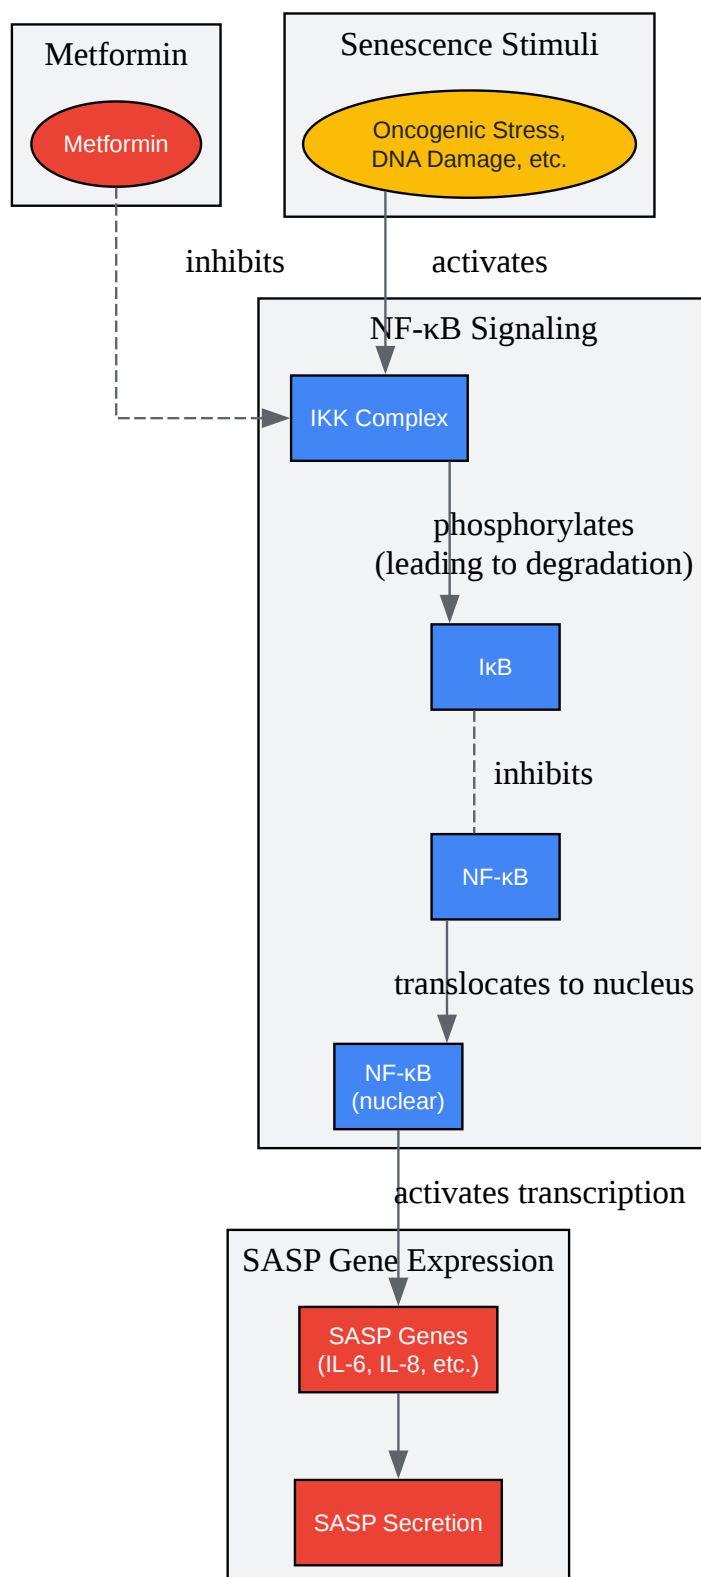 Metformin
Senescence Stimuli
Metformin
Oncogenic Stress,
DNA Damage, etc.
inhibits
activates
NF-κB Signaling
IKK Complex
phosphorylates
(leading to degradation)
IκB
inhibits
NF-κB
translocates to nucleus
NF-κB
(nuclear)
activates transcription
SASP Gene Expression
SASP Genes
(IL-6, IL-8, etc.)
SASP Secretion